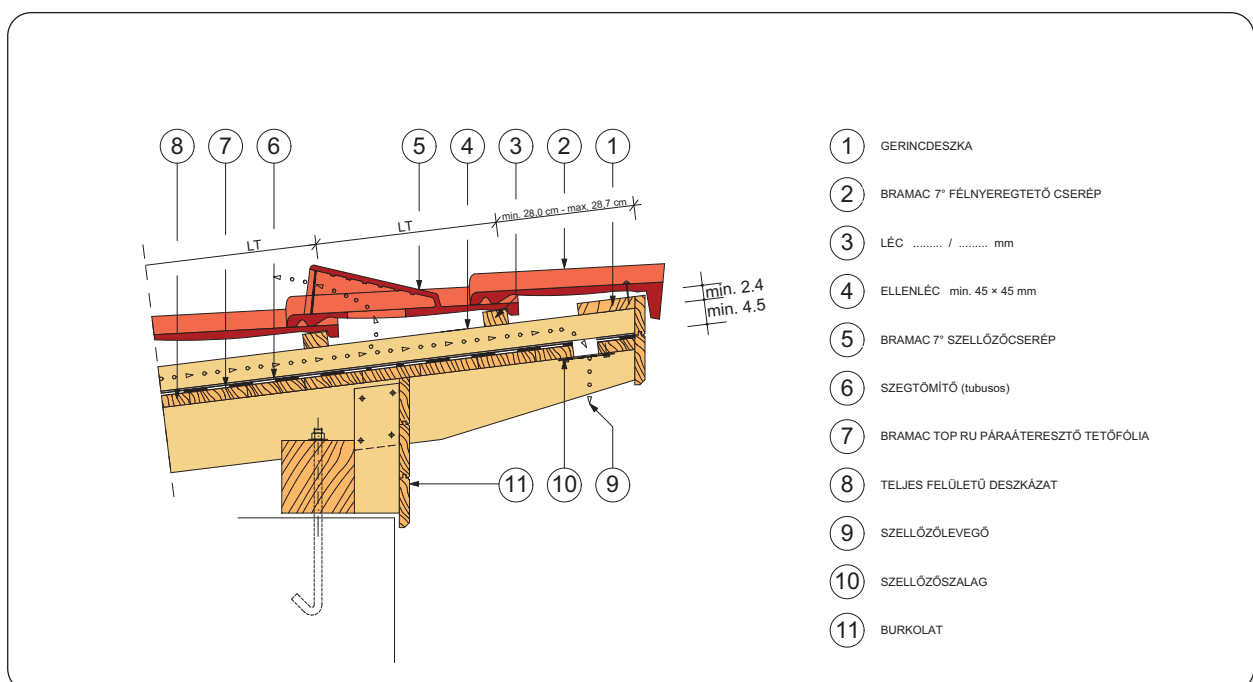 8 7 6 5 4 3 2 1
min. 28,0 cm - max. 28,7 cm
LT
LT
min. 2.4
min. 4.5
11 10 9
1 GERINCDESZKA
2 BRAMAC 7° FÉLNYEREGTETŐ CSERÉP
3 LÉC ......... / ......... mm
4 ELLENLÉC min. 45 × 45 mm
5 BRAMAC 7° SZELLŐZŐCSERÉP
6 SZEGTÖMÍTŐ (tubusos)
7 BRAMAC TOP RU PÁRAÁTERESZTŐ TETŐFÓLIA
8 TELJES FELÜLETŰ DESZKÁZAT
9 SZELLŐZŐLEVEGŐ
10 SZELLŐZŐSZALAG
11 BURKOLAT